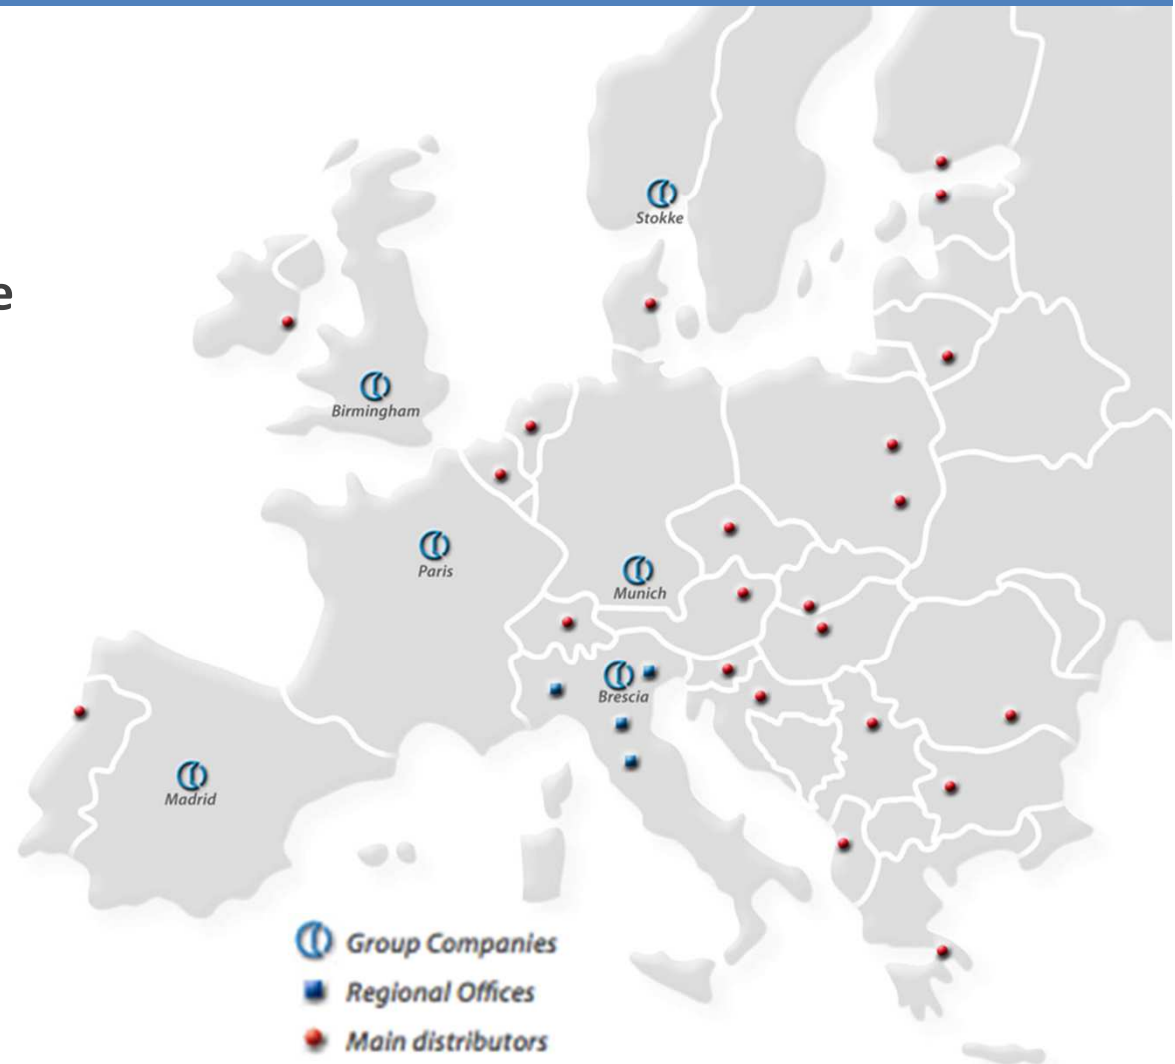 e
Stokke
Birmingham
Paris
Munich
Brescia
Madrid
Group Companies
Regional Offices
Main distributors